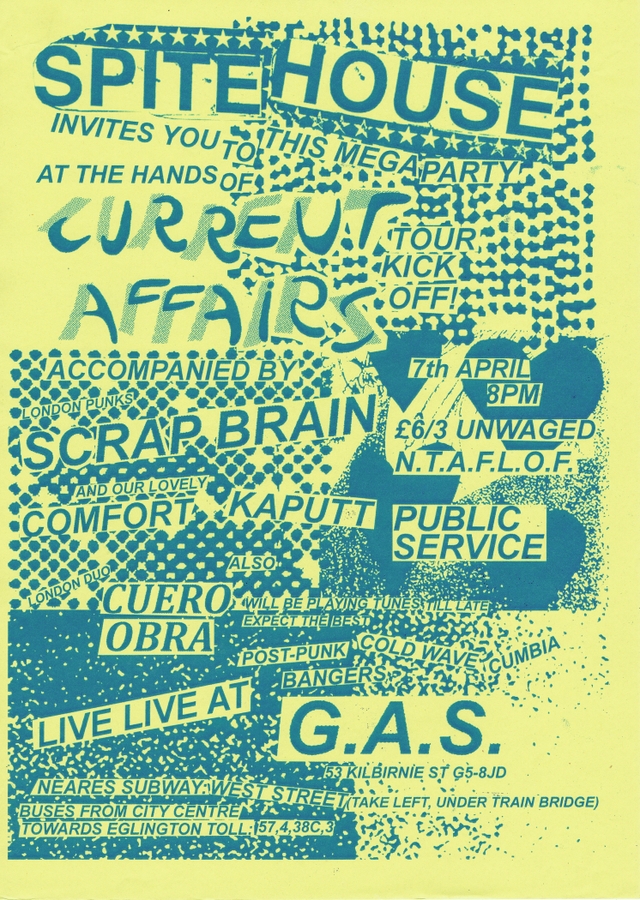 SPITEHOUSE
INVITES YOU TO THIS MEGAPARTY!
AT THE HANDS OF
CURRENT
AFFAIRS
TOUR
KICK
OFF!
ACCOMPANIED BY
LONDON PUNKS
SCRAP BRAIN
AND OUR LOVELY
COMFORT KAPUTT
ALSO
LONDON DUO
CUERO
OBRA
WILL BE PLAYING TUNES TILL LATE
EXPECT THE BEST
POST-PUNK COLD WAVE CUMBIA
BANGERS
7th APRIL
8PM
£6/3 UNWAGED
N.T.A.F.L.O.F.
PUBLIC
SERVICE
LIVE LIVE AT
G.A.S.
53 KILBIRNIE ST G5-8JD
NEARES SUBWAY:WEST STREET (TAKE LEFT, UNDER TRAIN BRIDGE)
BUSES FROM CITY CENTRE
TOWARDS EGLINGTON TOLL, 57,4,38C,3